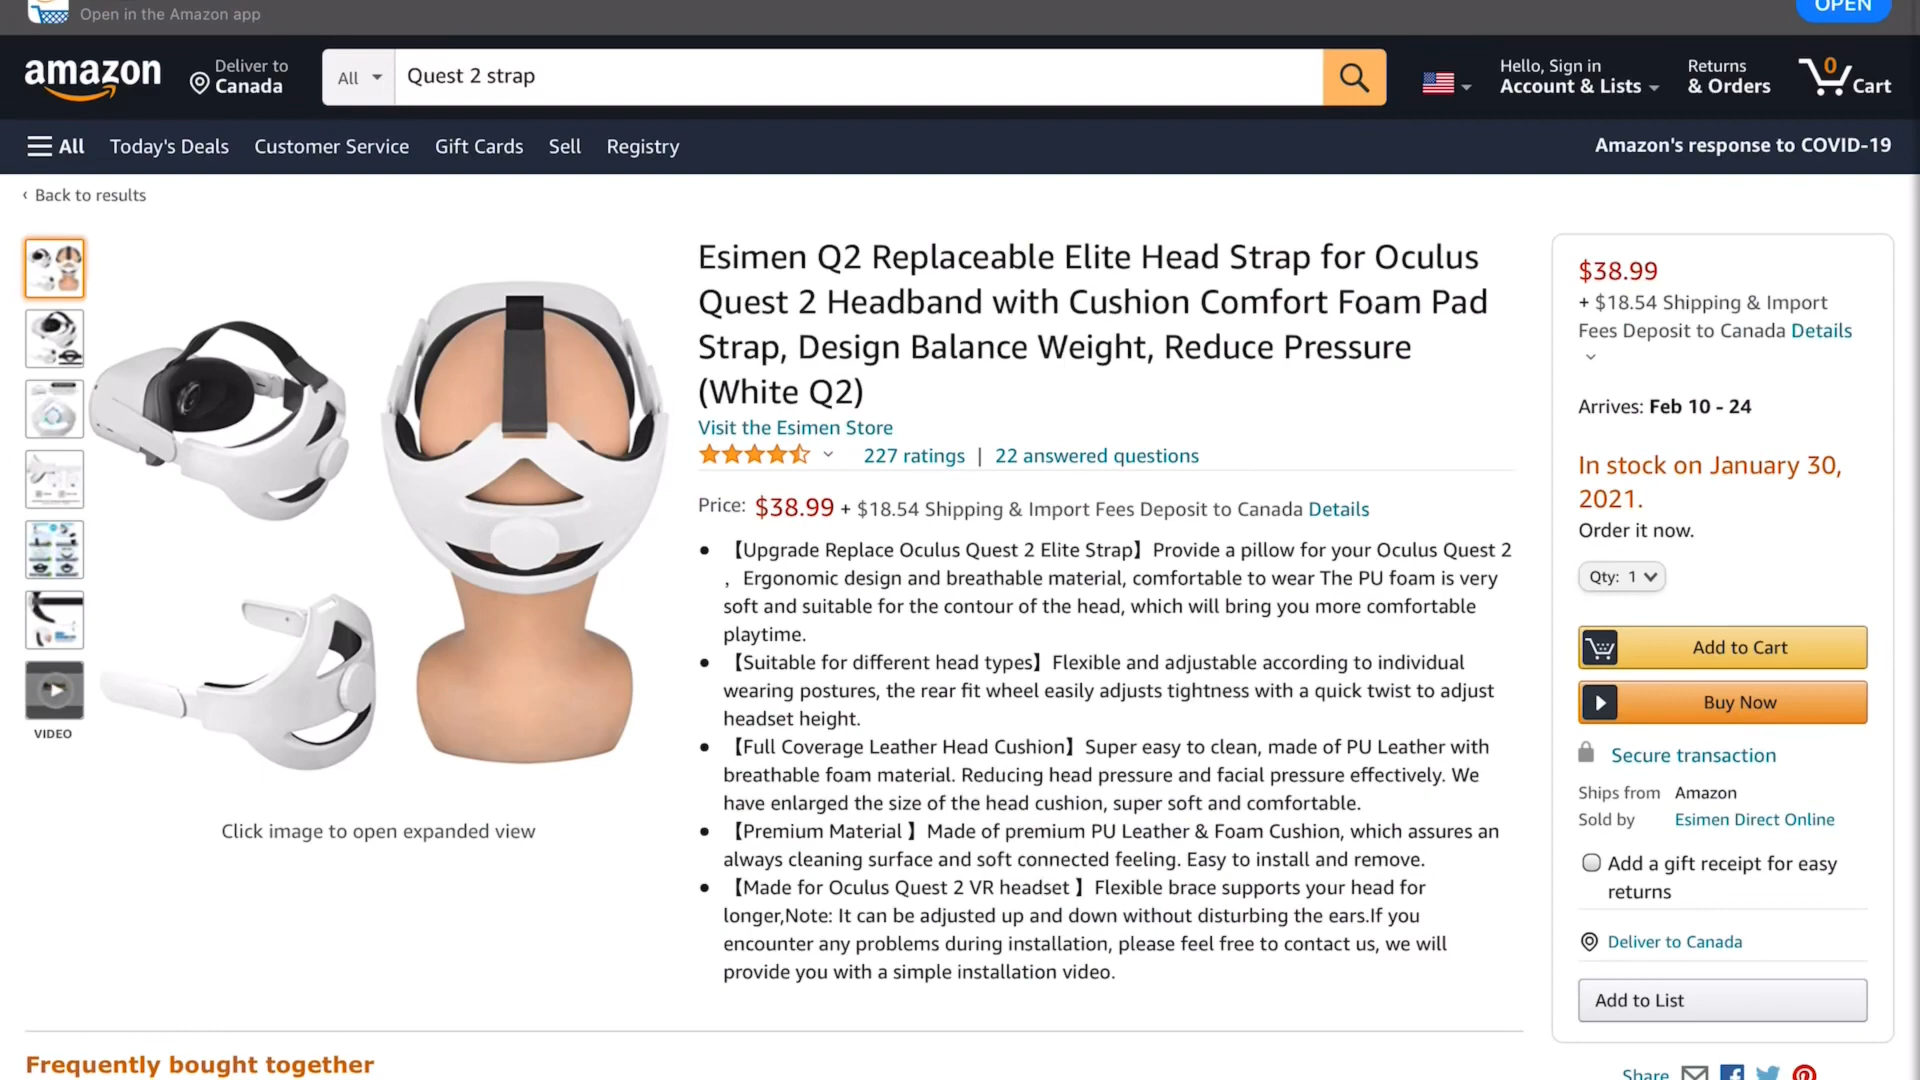 Open in the Amazon app
OPEN
amazon
Deliver to
Canada
All
Quest 2 strap
Hello, Sign in
Account & Lists
Returns
& Orders
0
Cart
All
Today's Deals
Customer Service
Gift Cards
Sell
Registry
Amazon's response to COVID-19
‹ Back to results
VIDEO
Click image to open expanded view
Esimen Q2 Replaceable Elite Head Strap for Oculus
Quest 2 Headband with Cushion Comfort Foam Pad
Strap, Design Balance Weight, Reduce Pressure
(White Q2)
Visit the Esimen Store
227 ratings | 22 answered questions
Price: $38.99 + $18.54 Shipping & Import Fees Deposit to Canada Details
• 【Upgrade Replace Oculus Quest 2 Elite Strap】Provide a pillow for your Oculus Quest 2
，Ergonomic design and breathable material, comfortable to wear The PU foam is very
soft and suitable for the contour of the head, which will bring you more comfortable
playtime.
• 【Suitable for different head types】Flexible and adjustable according to individual
wearing postures, the rear fit wheel easily adjusts tightness with a quick twist to adjust
headset height.
• 【Full Coverage Leather Head Cushion】Super easy to clean, made of PU Leather with
breathable foam material. Reducing head pressure and facial pressure effectively. We
have enlarged the size of the head cushion, super soft and comfortable.
• 【Premium Material 】Made of premium PU Leather & Foam Cushion, which assures an
always cleaning surface and soft connected feeling. Easy to install and remove.
• 【Made for Oculus Quest 2 VR headset 】Flexible brace supports your head for
longer,Note: It can be adjusted up and down without disturbing the ears.If you
encounter any problems during installation, please feel free to contact us, we will
provide you with a simple installation video.
$38.99
+ $18.54 Shipping & Import
Fees Deposit to Canada Details
Arrives: Feb 10 - 24
In stock on January 30,
2021.
Order it now.
Qty: 1
Add to Cart
Buy Now
Secure transaction
Ships from Amazon
Sold by Esimen Direct Online
Add a gift receipt for easy
returns
Deliver to Canada
Add to List
Share
Frequently bought together